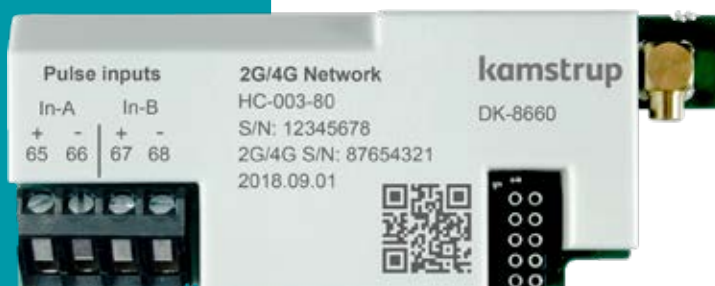 Pulse inputs
In-A In-B
+ - + -
65 66 67 68
2G/4G Network
HC-003-80
S/N: 12345678
2G/4G S/N: 87654321
2018.09.01
kamstrup
DK-8660